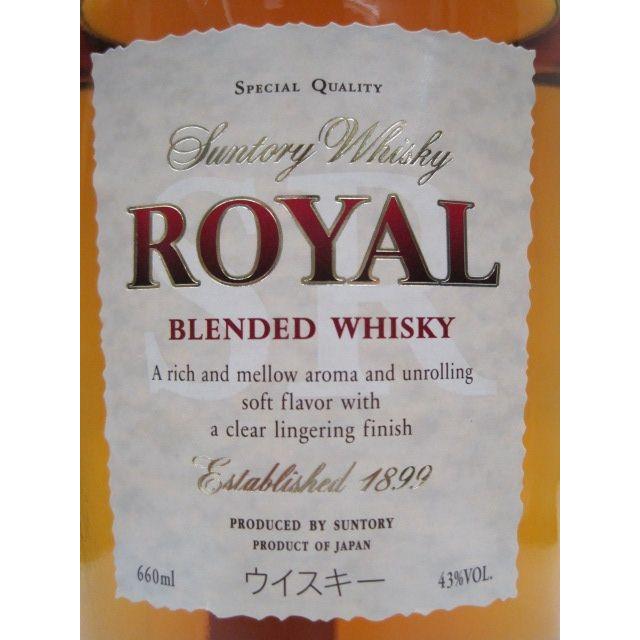 SPECIAL QUALITY
Suntory Whisky
SR
ROYAL
BLENDED WHISKY
A rich and mellow aroma and unrolling
soft flavor with
a clear lingering finish
Established 1899
PRODUCED BY SUNTORY
PRODUCT OF JAPAN
660ml ウイスキー 43%VOL.